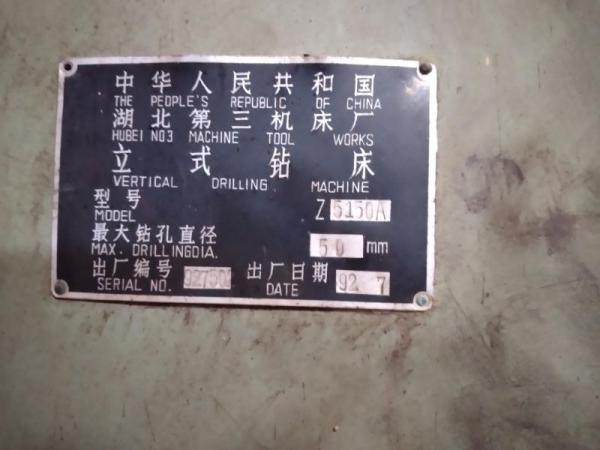 中华人民共和国
THE PEOPLE'S REPUBLIC OF CHINA
湖北第三机床厂
HUBEI NO3 MACHINE TOOL WORKS
立式钻床
VERTICAL DRILLING MACHINE
型号
MODEL Z 5150A
最大钻孔直径
MAX. DRILLINGDIA. 50 mm
出厂编号 出厂日期
SERIAL NO. DATE 92 7